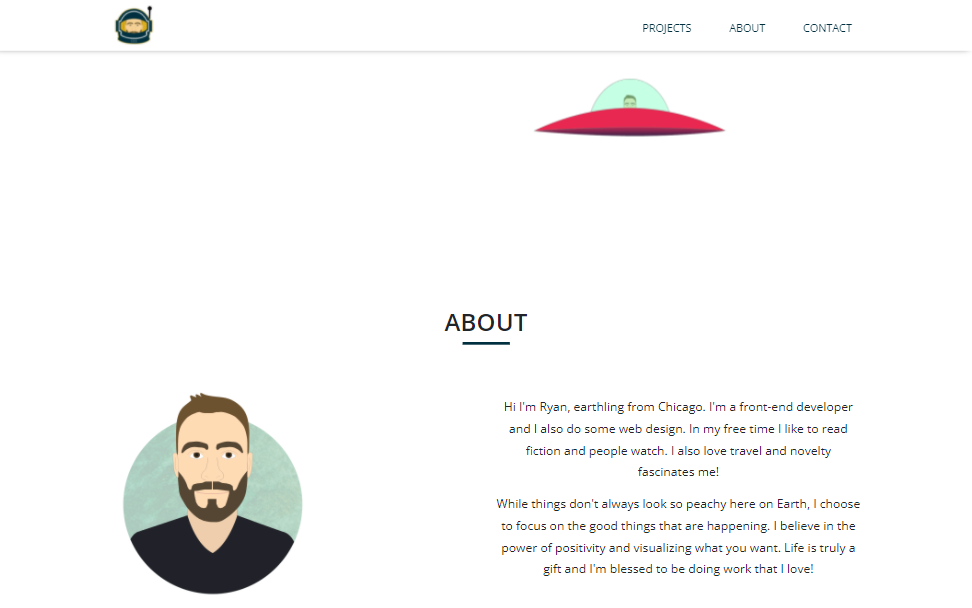 PROJECTS ABOUT CONTACT
ABOUT
Hi I'm Ryan, earthling from Chicago. I'm a front-end developer
and I also do some web design. In my free time I like to read
fiction and people watch. I also love travel and novelty
fascinates me!
While things don't always look so peachy here on Earth, I choose
to focus on the good things that are happening. I believe in the
power of positivity and visualizing what you want. Life is truly a
gift and I'm blessed to be doing work that I love!